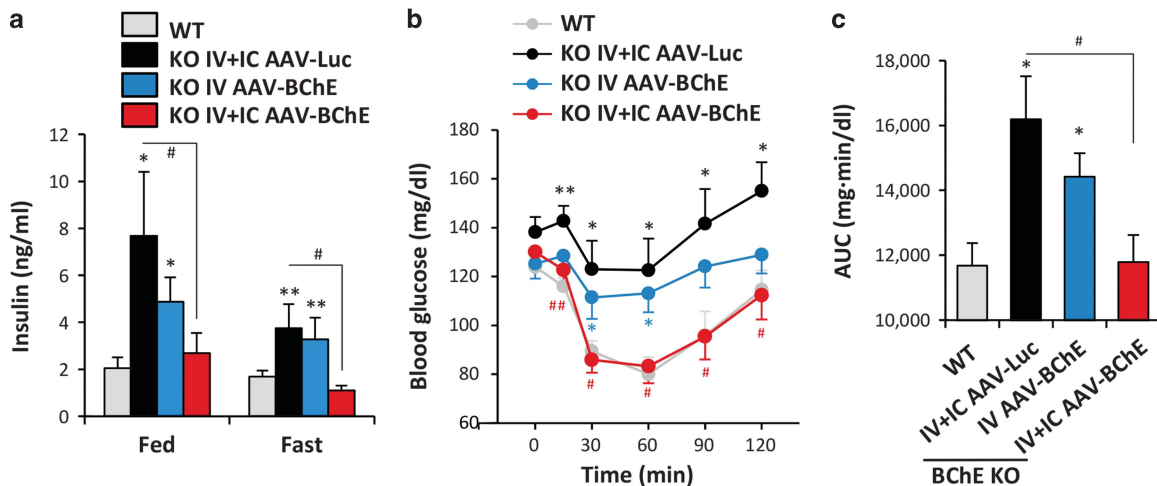 a
WT
KO IV+IC AAV-Luc
KO IV AAV-BChE
KO IV+IC AAV-BChE
Insulin (ng/ml)
12
10
8
6
4
2
0
*
#
*
**
**
#
Fed
Fast
b
WT
KO IV+IC AAV-Luc
KO IV AAV-BChE
KO IV+IC AAV-BChE
Blood glucose (mg/dl)
180
160
140
120
100
80
60
**
*
*
*
*
##
*
*
#
#
#
#
0
30
60
90
120
Time (min)
c
AUC (mg·min/dl)
18,000
16,000
14,000
12,000
10,000
#
*
*
WT
IV+IC AAV-Luc
IV AAV-BChE
IV+IC AAV-BChE
BChE KO